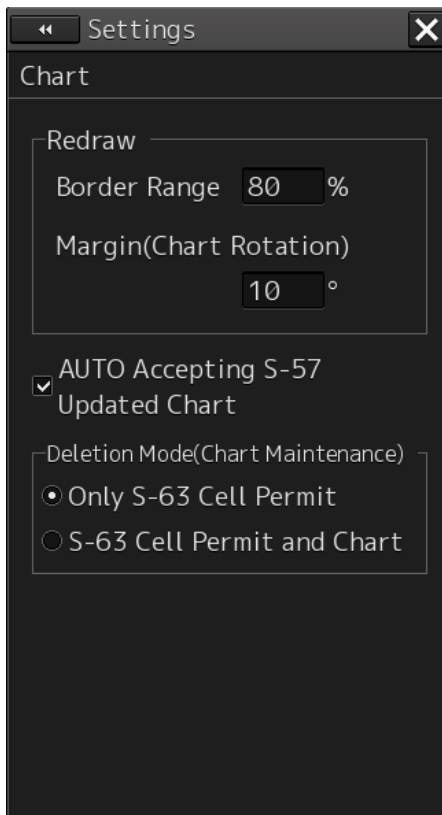 Settings
Chart
Redraw
Border Range 80 %
Margin(Chart Rotation)
10 °
AUTO Accepting S-57
Updated Chart
Deletion Mode(Chart Maintenance)
Only S-63 Cell Permit
S-63 Cell Permit and Chart